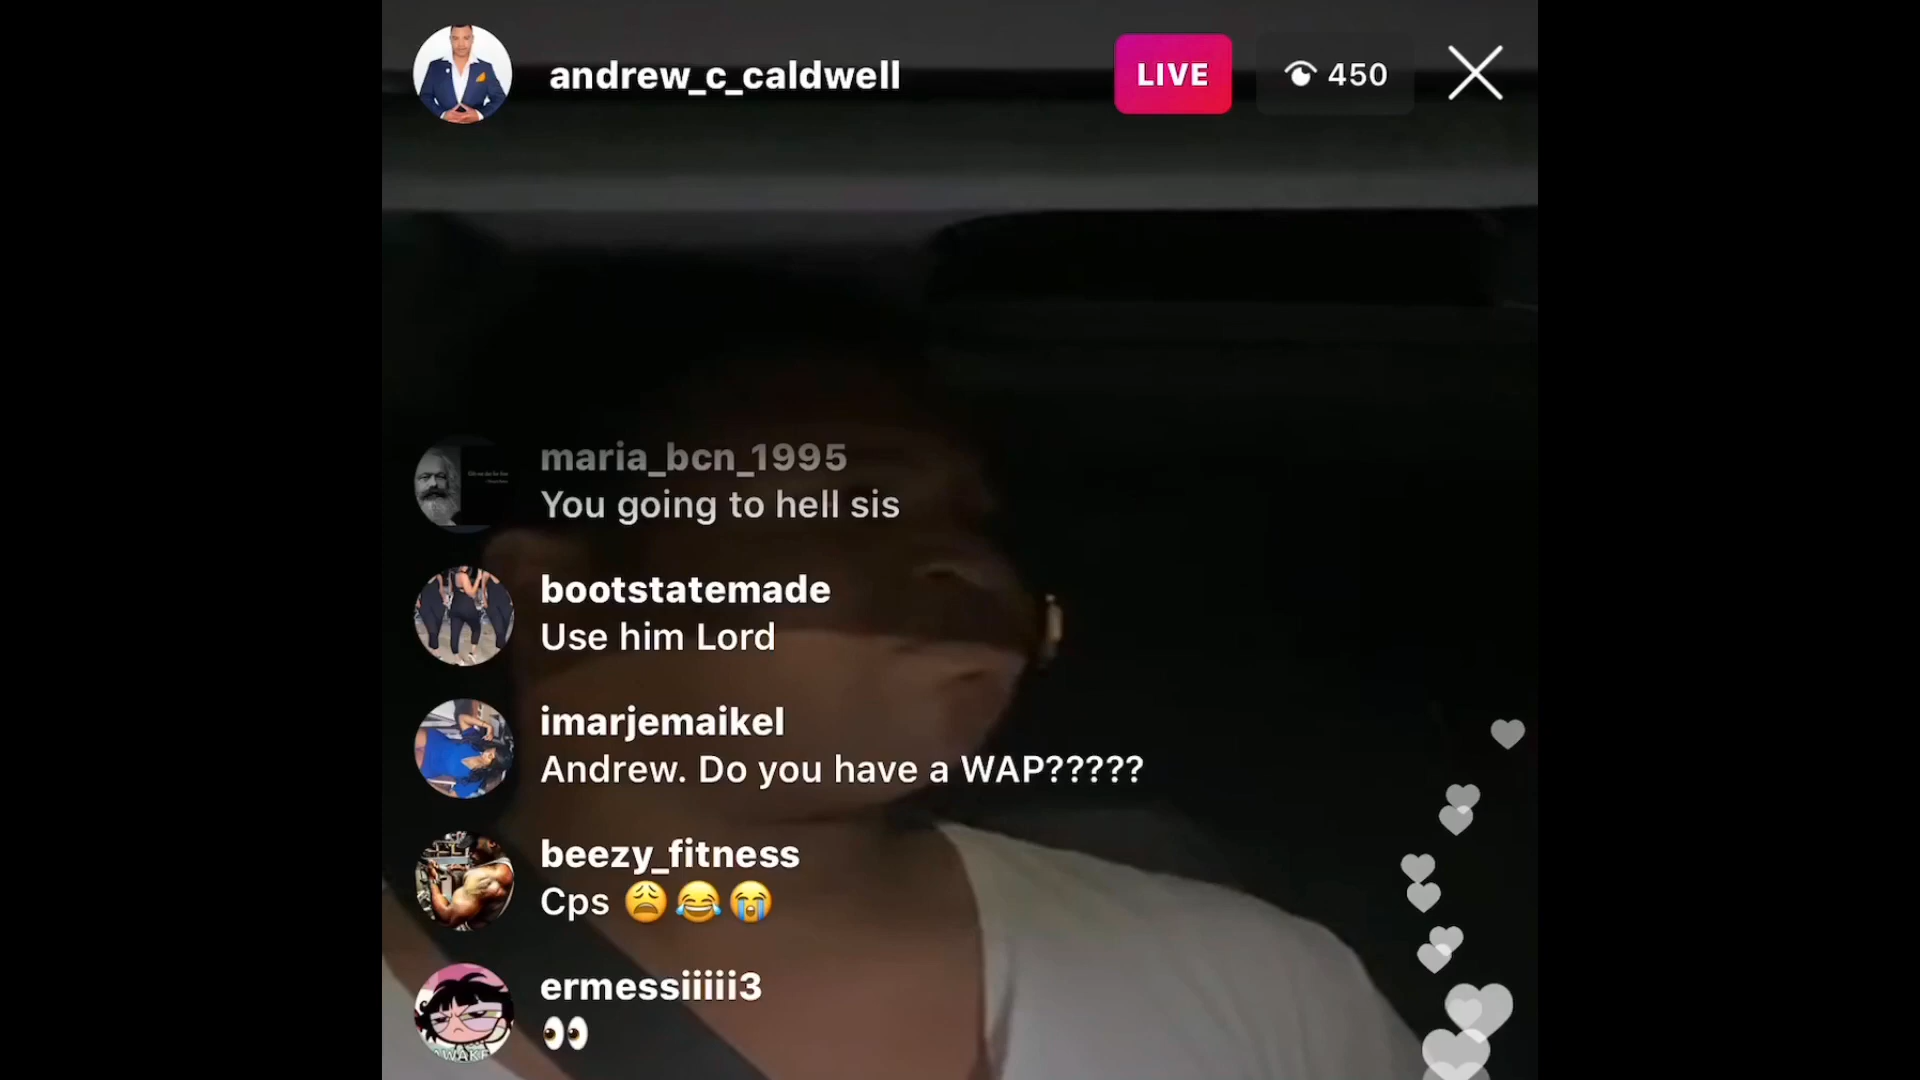 andrew_c_caldwell
LIVE
450
maria_bcn_1995
You going to hell sis
bootstatemade
Use him Lord
imarjemaikel
Andrew. Do you have a WAP?????
beezy_fitness
Cps 😩😂😭
ermessiiiii3
👀
AWAKE